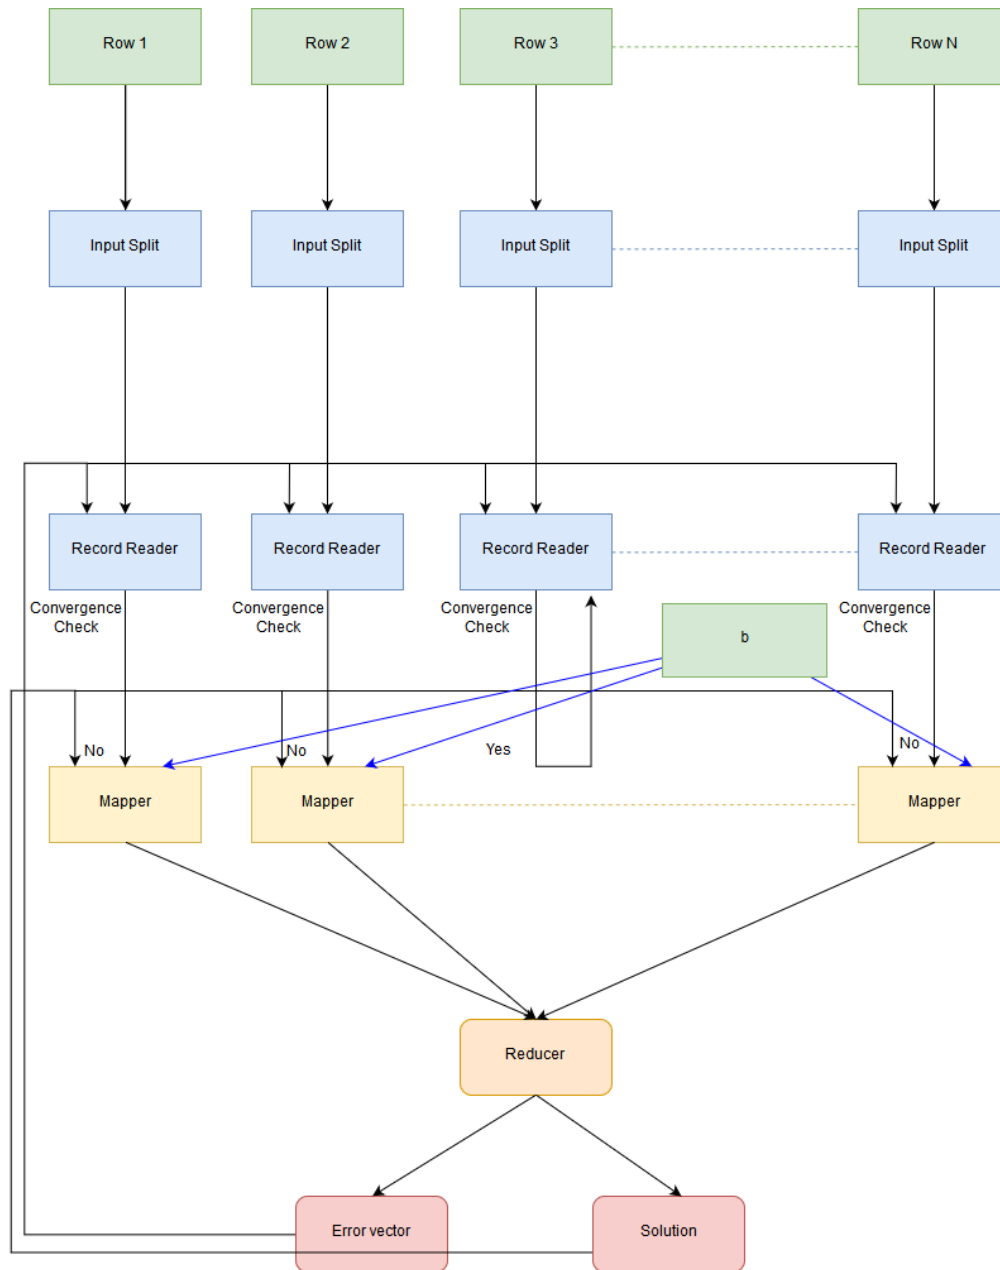 Row 1
Row 2
Row 3
Row N
Input Split
Input Split
Input Split
Input Split
Record Reader
Record Reader
Record Reader
Record Reader
Convergence
Check
Convergence
Check
Convergence
Check
Convergence
Check
b
No
No
Yes
No
Mapper
Mapper
Mapper
Reducer
Error vector
Solution